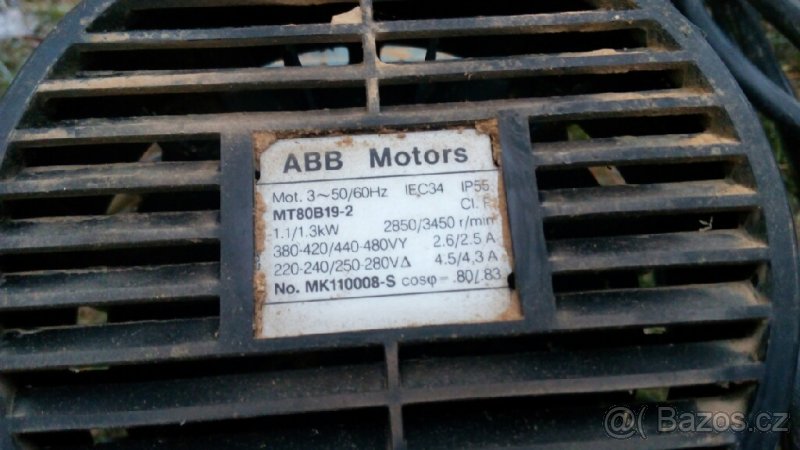 ABB Motors
Mot. 3~50/60Hz IEC34 IP55
MT80B19-2 Cl. F
1.1/1.3kW 2850/3450 r/min
380-420/440-480VY 2.6/2.5 A
220-240/250-280VΔ 4.5/4,3 A
No. MK110008-S cosφ= .80/.83
@ Bazos.cz